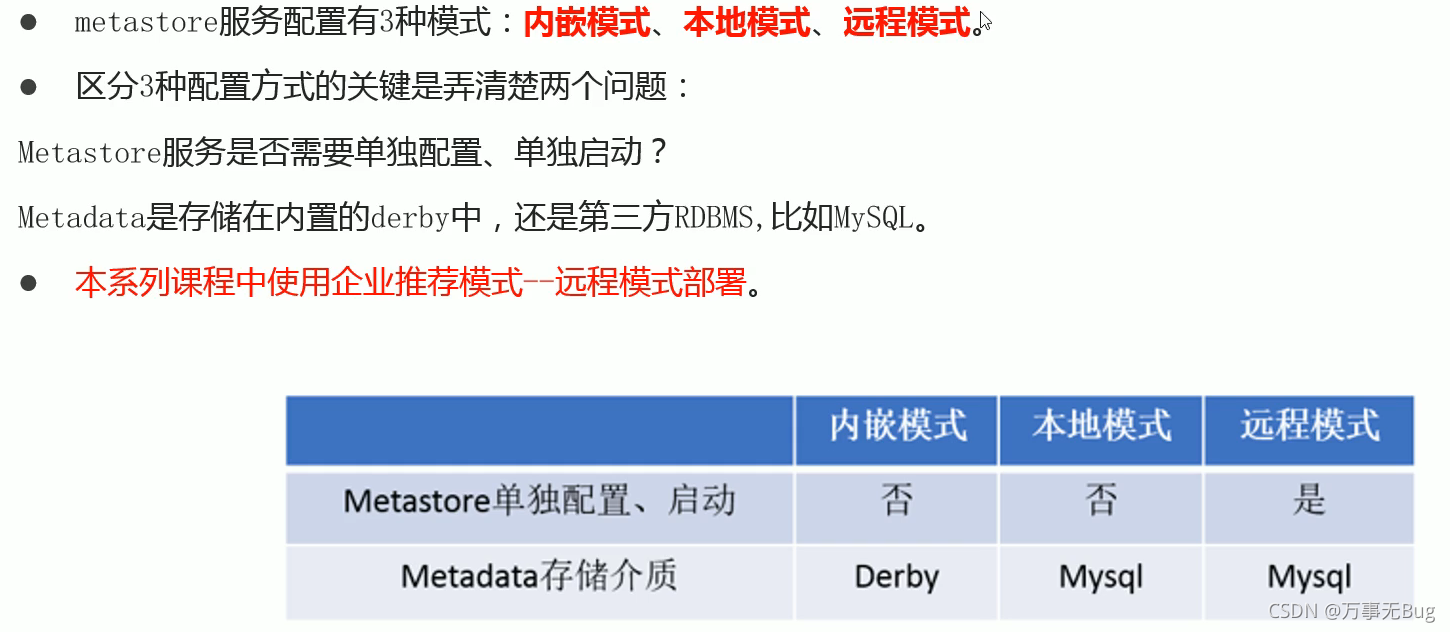 ● metastore服务配置有3种模式：内嵌模式、本地模式、远程模式。
● 区分3种配置方式的关键是弄清楚两个问题：
Metastore服务是否需要单独配置、单独启动？
Metadata是存储在内置的derby中，还是第三方RDBMS,比如MySQL。
● 本系列课程中使用企业推荐模式--远程模式部署。
内嵌模式 本地模式 远程模式
Metastore单独配置、启动 否 否 是
Metadata存储介质 Derby Mysql Mysql
CSDN @万事无Bug